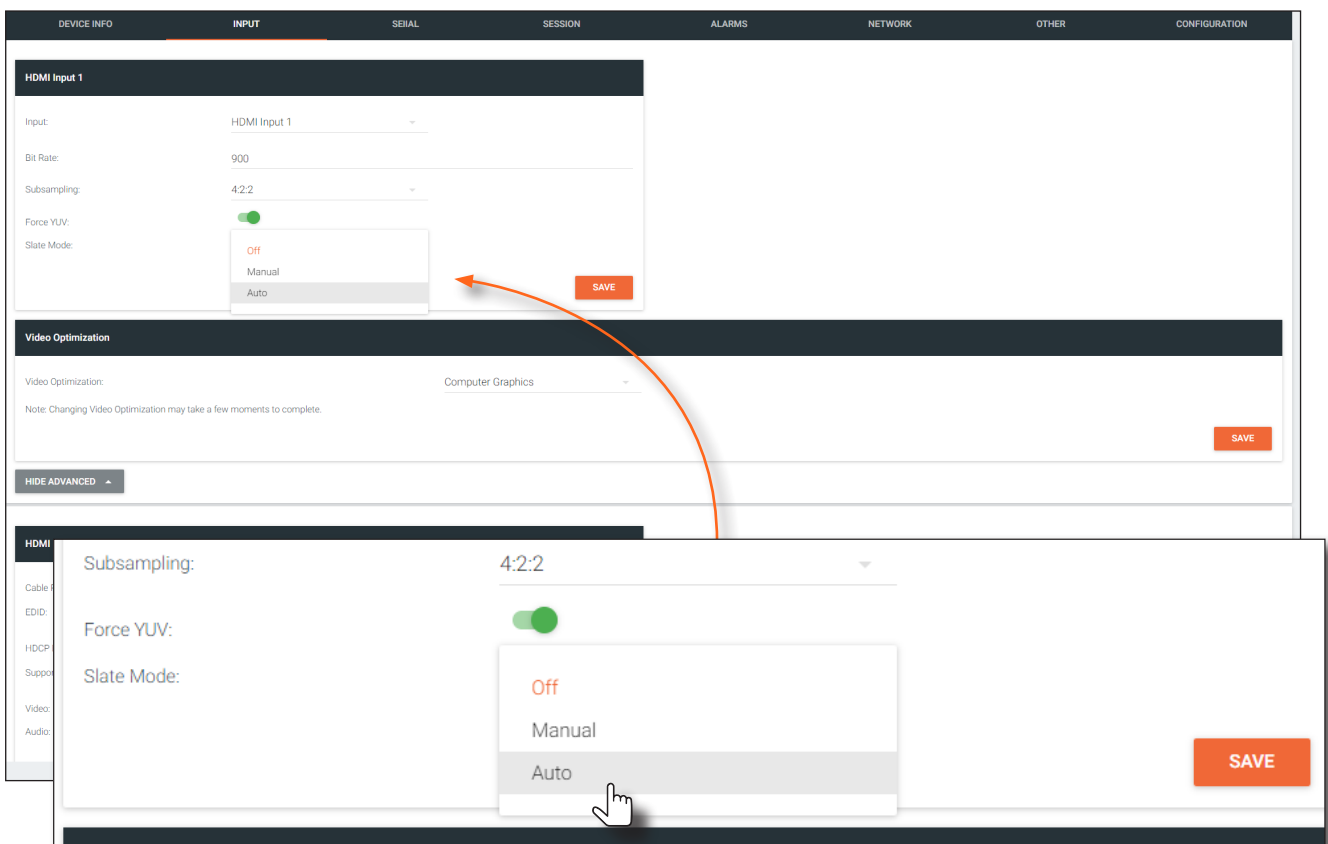 DEVICE INFO INPUT SEIIAL SESSION ALARMS NETWORK OTHER CONFIGURATION
HDMI Input 1
Input: HDMI Input 1
Bit Rate: 900
Subsampling: 4:2:2
Force YUV:
Slate Mode:
Off
Manual
Auto
SAVE
Video Optimization
Video Optimization: Computer Graphics
Note: Changing Video Optimization may take a few moments to complete.
SAVE
HIDE ADVANCED
HDMI
Cable
EDID:
HDCP
Suppo
Video:
Audio:
Subsampling: 4:2:2
Force YUV:
Slate Mode:
Off
Manual
Auto
SAVE